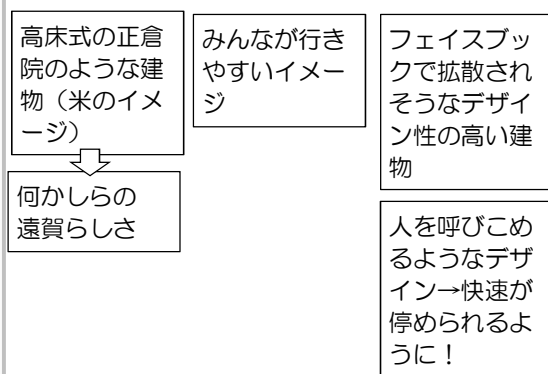 高床式の正倉
院のような建
物（米のイメ
ージ）
何かしらの
遠賀らしさ
みんなが行き
やすいイメー
ジ
フェイスブッ
クで拡散され
そうなデザイ
ン性の高い建
物
人を呼びこめ
るようなデザ
イン→快速が
停められるよ
うに！